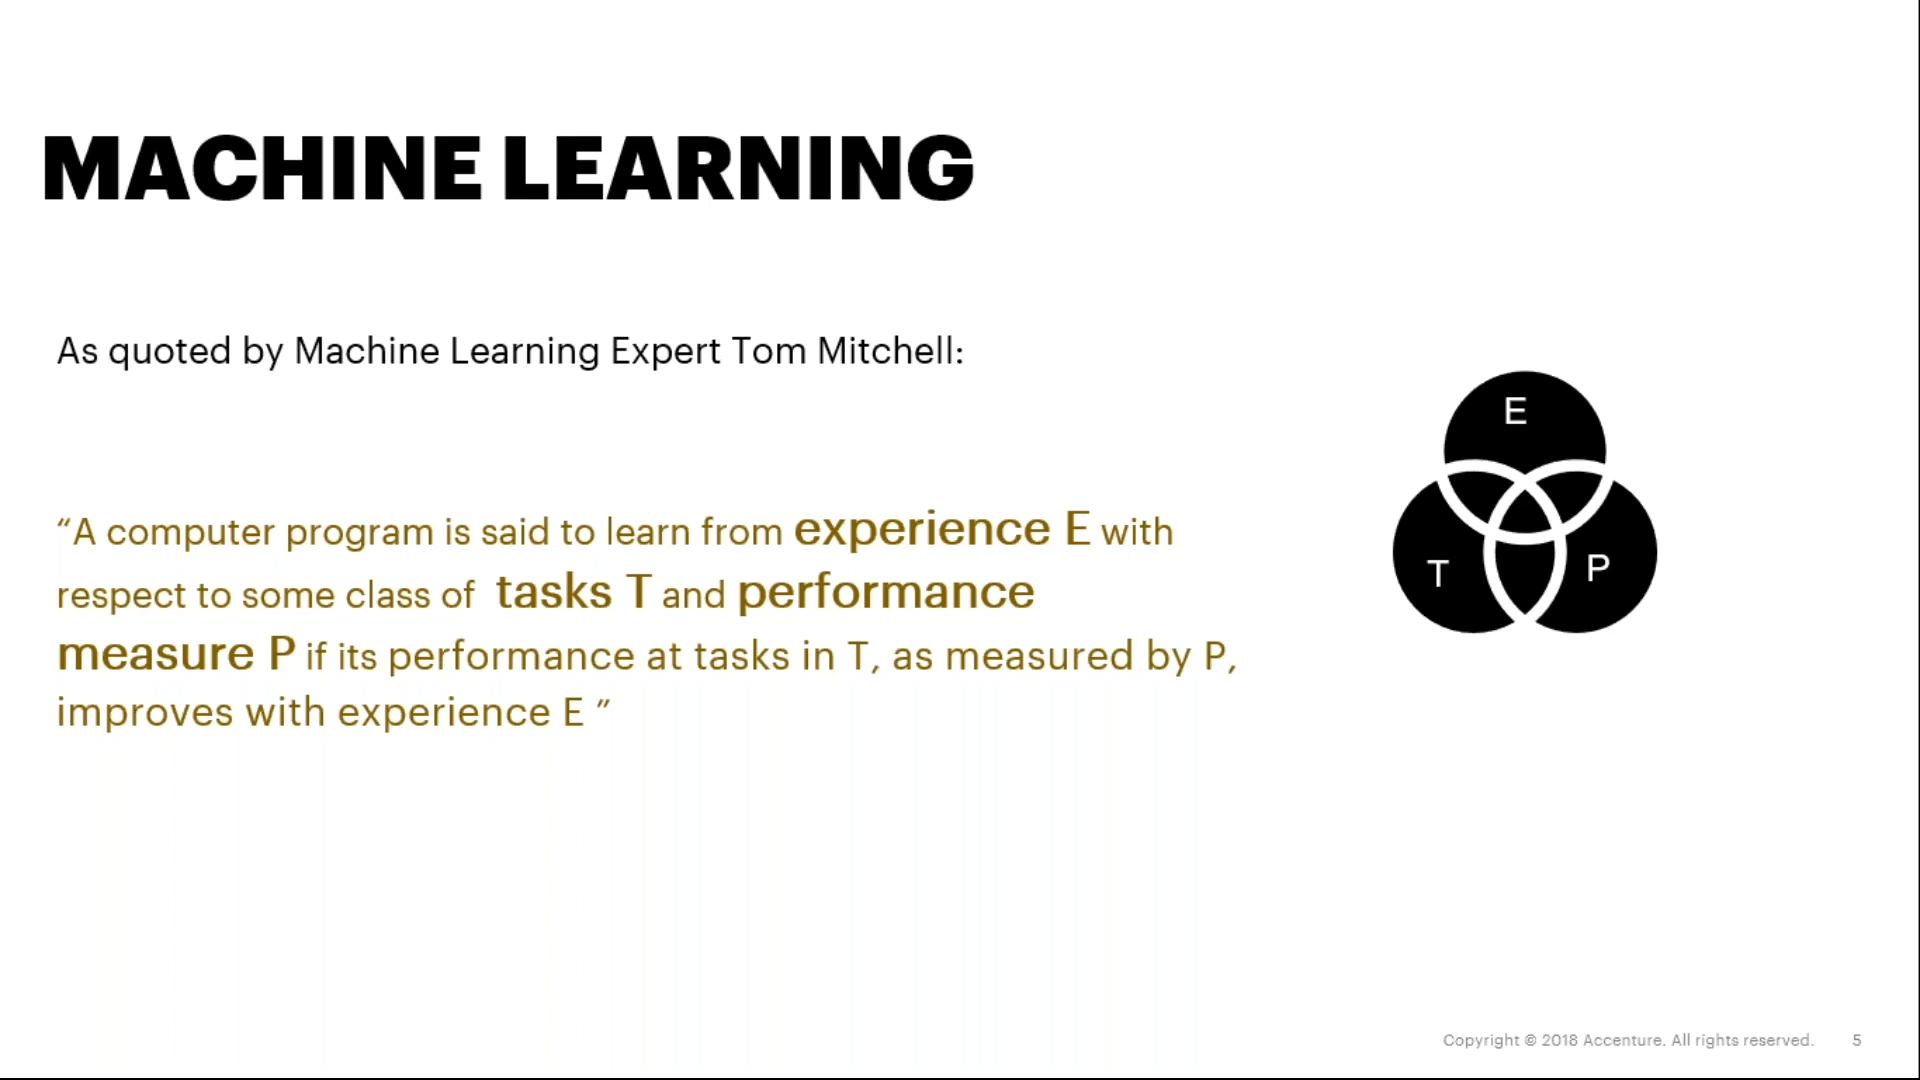 MACHINE LEARNING
As quoted by Machine Learning Expert Tom Mitchell:
“A computer program is said to learn from experience E with
respect to some class of tasks T and performance
measure P if its performance at tasks in T, as measured by P,
improves with experience E ”
E
T
P
Copyright © 2018 Accenture. All rights reserved. 5